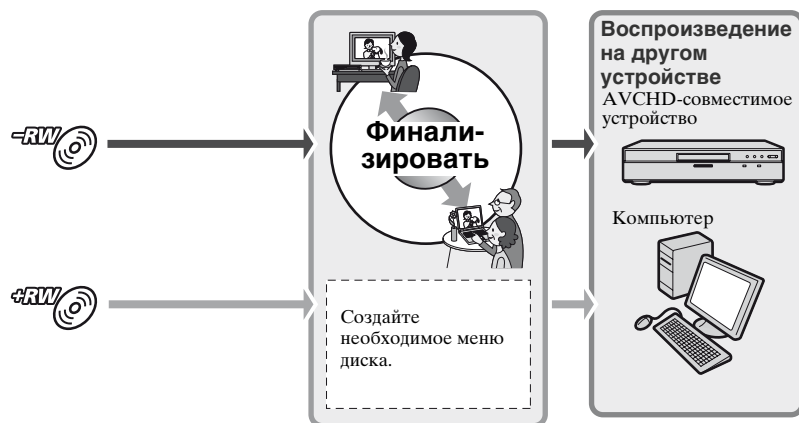 -RW
Финали-
зировать
+RW
Создайте
необходимое меню
диска.
Воспроизведение
на другом
устройстве
AVCHD-совместимое
устройство
Компьютер